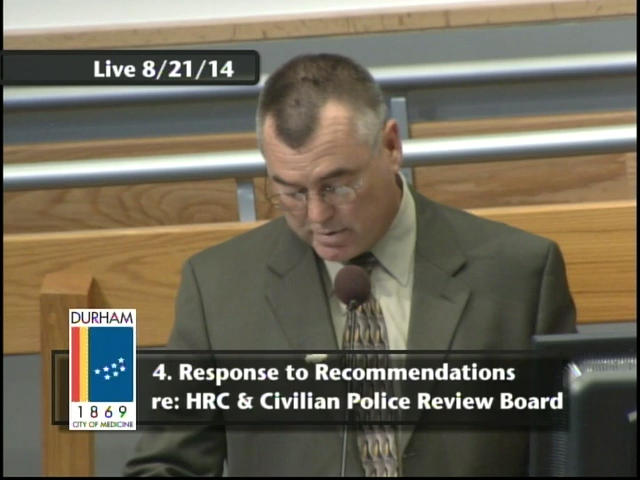 Live 8/21/14
DURHAM
1869
CITY OF MEDICINE
4. Response to Recommendations
re: HRC & Civilian Police Review Board